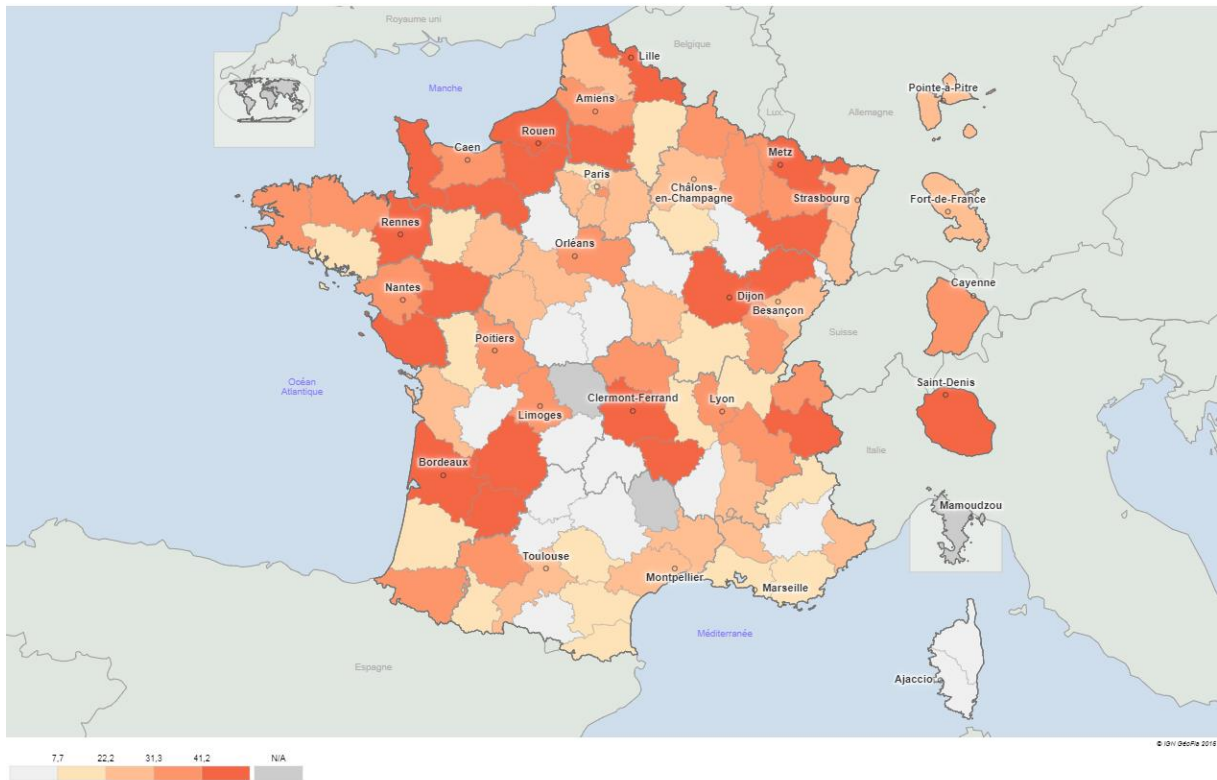 Royaume uni
Belgique
Lille
Manche
Amiens
Pointe-à-Pitre
Lux.
Allemagne
Rouen
Caen
Metz
Paris
Châlons-
en-Champagne
Strasbourg
Fort-de-France
Rennes
Orléans
Nantes
Dijon
Besançon
Cayenne
Poitiers
Suisse
Océan
Atlantique
Saint-Denis
Clermont-Ferrand
Lyon
Limoges
Italie
Bordeaux
Mamoudzou
Toulouse
Montpellier
Marseille
Méditerranée
Espagne
Ajaccio
© IGN GéoFla 2015
7,7 22,2 31,3 41,2 N/A